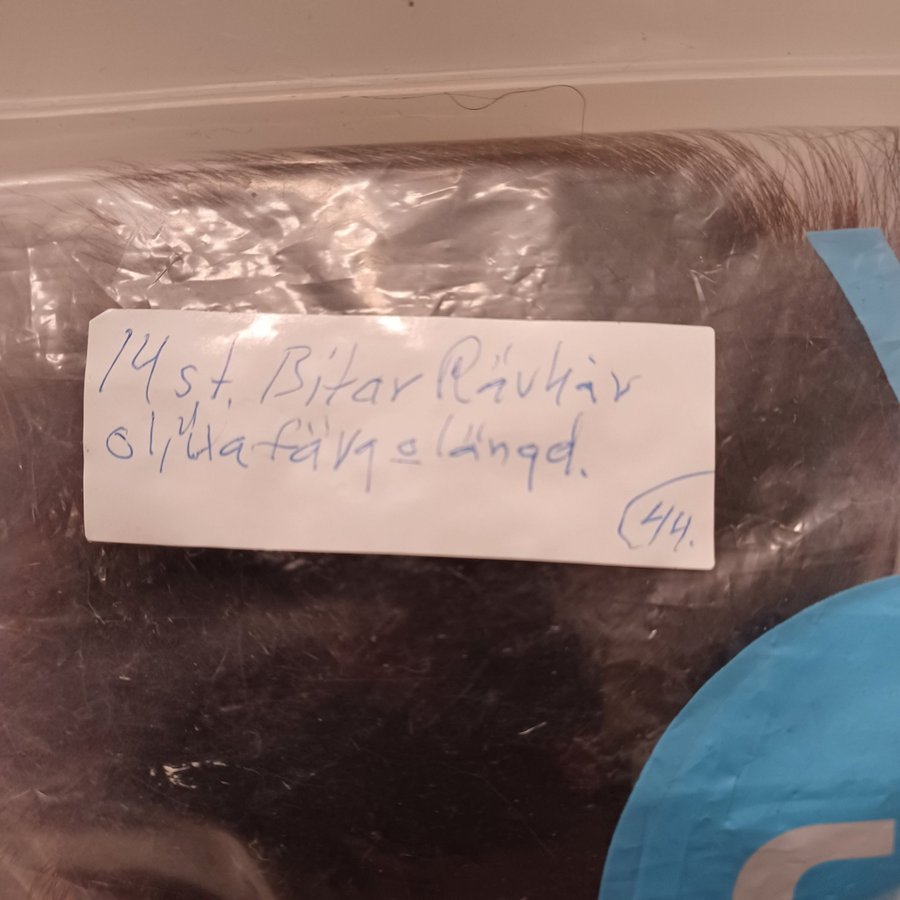 14 st. Bitar Rävhår
olika färg o längd.
44.